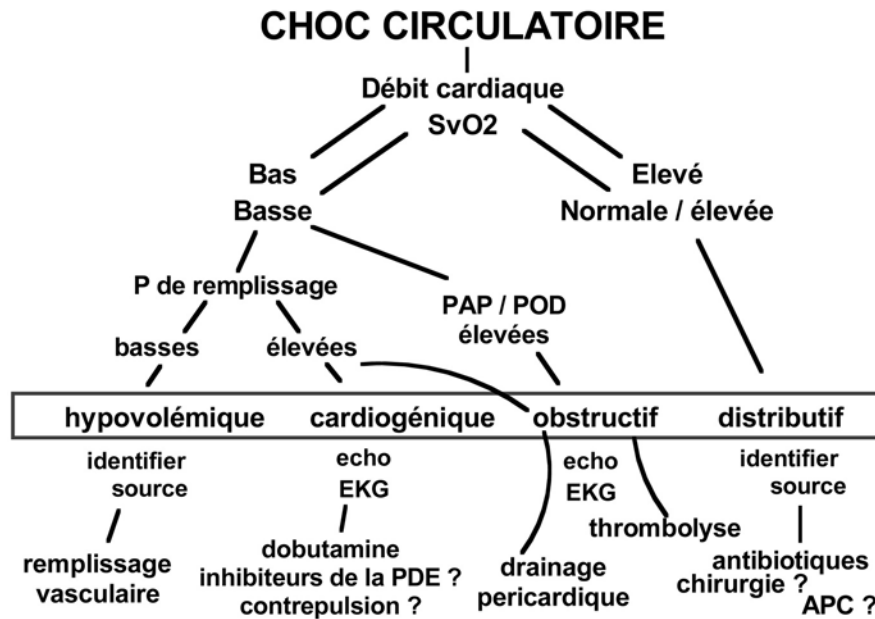 CHOC CIRCULATOIRE
Débit cardiaque
SvO2
Bas
Basse
Elevé
Normale / élevée
P de remplissage
basses
élevées
PAP / POD
élevées
hypovolémique
cardiogénique
obstructif
distributif
identifier
source
remplissage
vasculaire
echo
EKG
dobutamine
inhibiteurs de la PDE ?
contrepulsion ?
echo
EKG
drainage
pericardique
thrombolyse
identifier
source
antibiotiques
chirurgie ?
APC ?